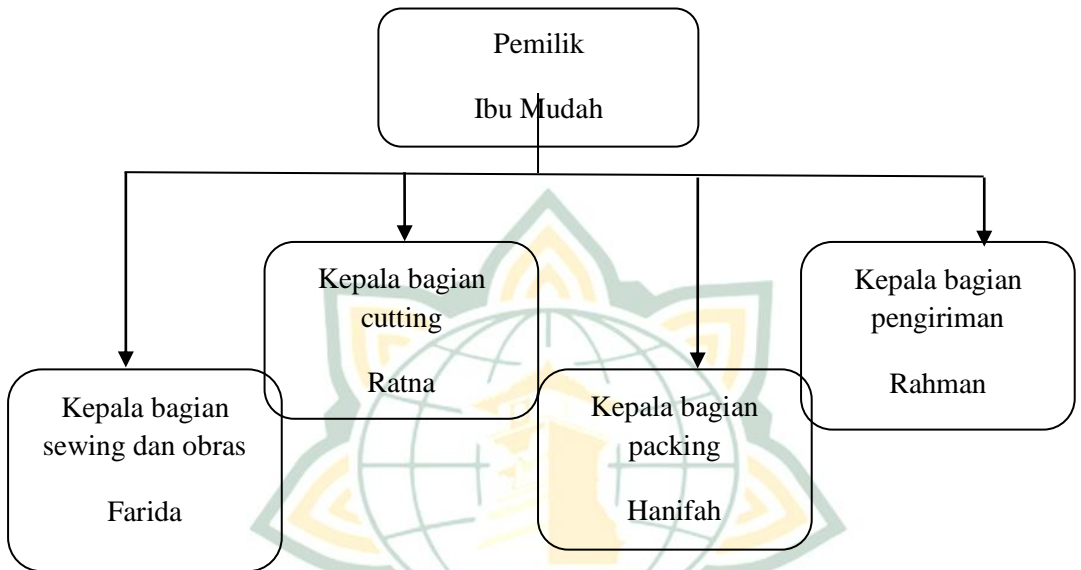 Pemilik
Ibu Mudah
Kepala bagian
cutting
Ratna
Kepala bagian
pengiriman
Rahman
Kepala bagian
sewing dan obras
Farida
Kepala bagian
packing
Hanifah